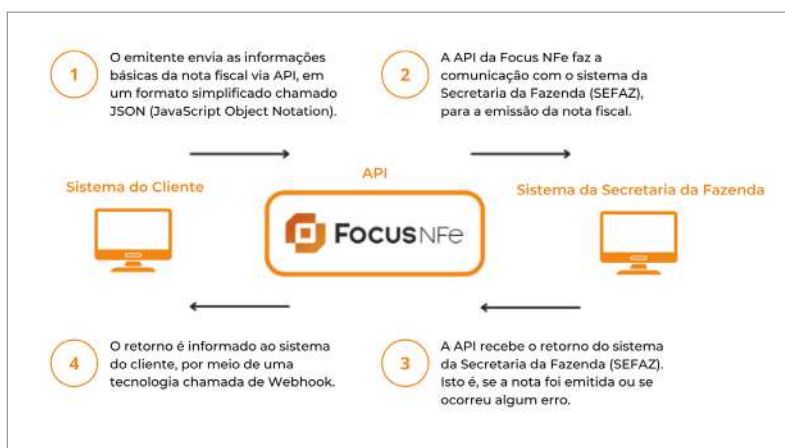 1
O emitente envia as informações
básicas da nota fiscal via API, em
um formato simplificado chamado
JSON (JavaScript Object Notation).
2
A API da Focus NFe faz a
comunicação com o sistema da
Secretaria da Fazenda (SEFAZ),
para a emissão da nota fiscal.
Sistema do Cliente
API
Sistema da Secretaria da Fazenda
FOCUSNFe
4
O retorno é informado ao sistema
do cliente, por meio de uma
tecnologia chamada de Webhook.
3
A API recebe o retorno do sistema
da Secretaria da Fazenda (SEFAZ).
Isto é, se a nota foi emitida ou se
ocorreu algum erro.